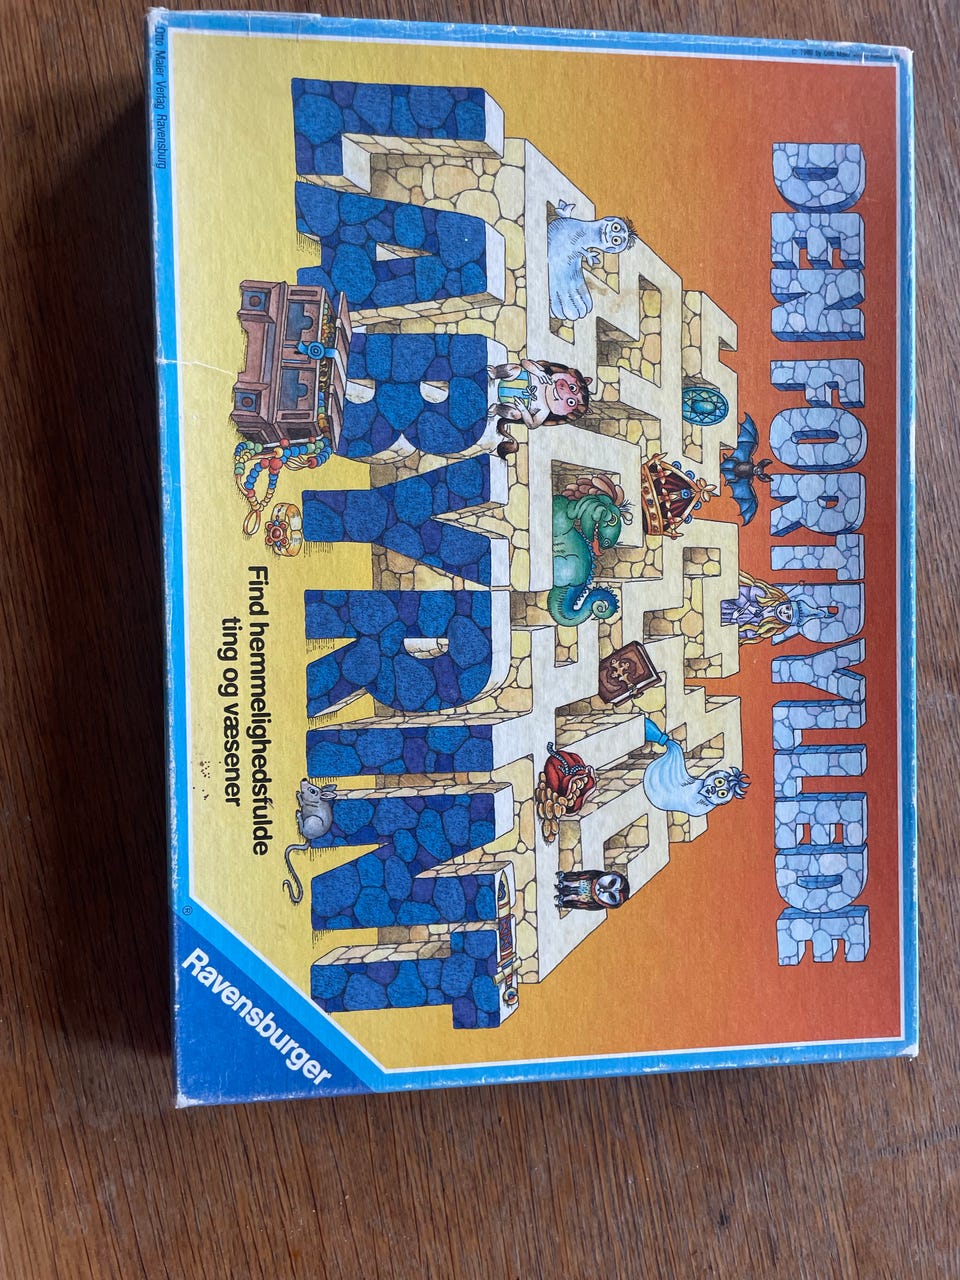 DEN FORTRYLLEDE
LABYRINT
Find hemmelighedsfulde
ting og væsener
Ravensburger
®
Otto Maier Verlag Ravensburg